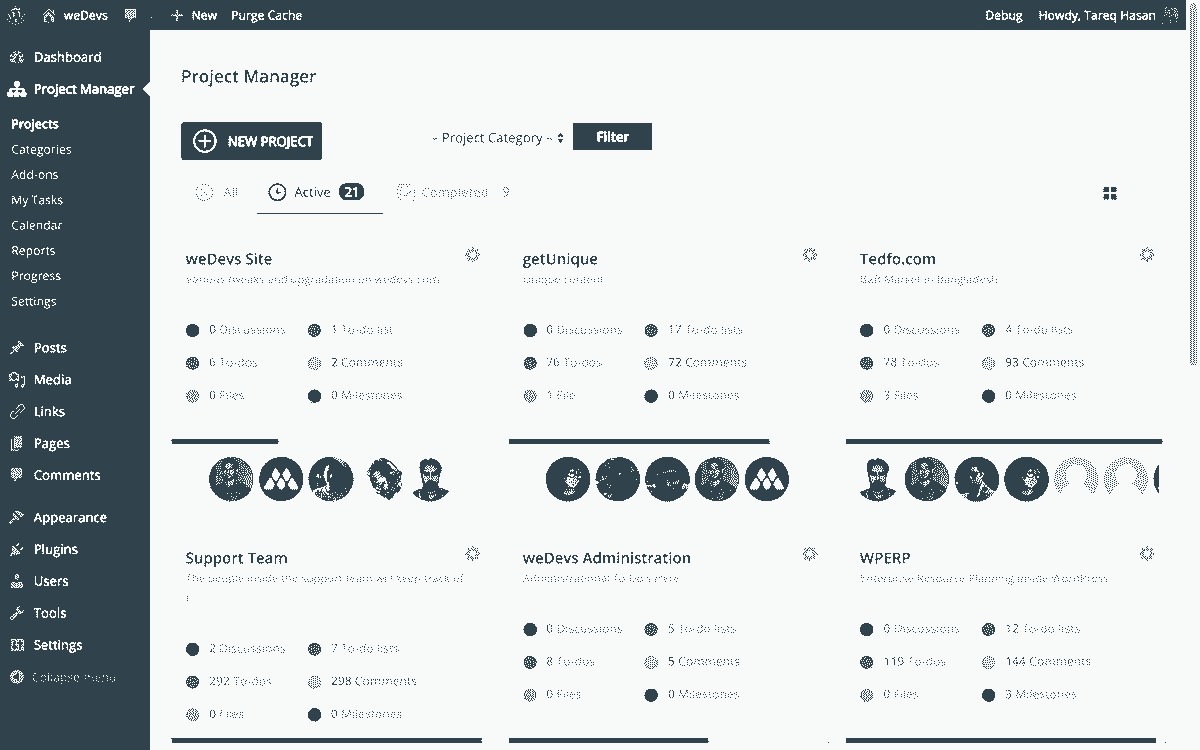 weDevs New Purge Cache Debug Howdy, Tareq Hasan
Dashboard
Project Manager
Projects
Categories
Add-ons
My Tasks
Calendar
Reports
Progress
Settings
Posts
Media
Links
Pages
Comments
Appearance
Plugins
Users
Tools
Settings
Collapse menu
Project Manager
NEW PROJECT
- Project Category - Filter
All Active 21 Completed 9
weDevs Site
tweaks and upgradation on wedevs.com
0 Discussions 1 To-do list
6 To-dos 2 Comments
0 Files 0 Milestones
getUnique
unique content
0 Discussions 17 To-do lists
76 To-dos 72 Comments
1 File 0 Milestones
Tedfo.com
B2B Market in Bangladesh
0 Discussions 4 To-do lists
78 To-dos 93 Comments
3 Files 0 Milestones
Support Team
The people inside the support team will keep track of
2 Discussions 7 To-do lists
292 To-dos 298 Comments
0 Files 0 Milestones
weDevs Administration
Administrational To Do's Here
0 Discussions 5 To-do lists
8 To-dos 5 Comments
0 Files 0 Milestones
WPERP
Enterprise Resource Planning inside WordPress
0 Discussions 12 To-do lists
119 To-dos 144 Comments
0 Files 3 Milestones